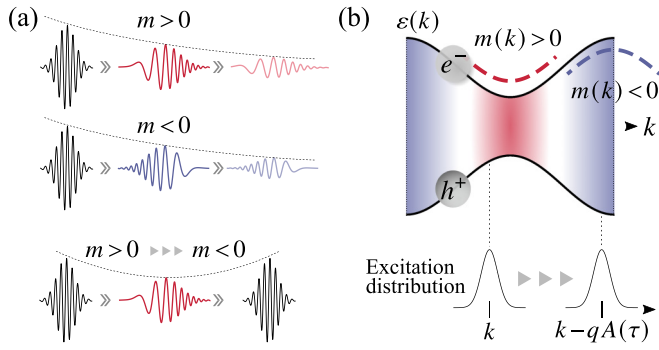 (a)
m > 0
m < 0
m > 0
m < 0
(b)
ε(k)
e⁻
m(k) > 0
m(k) < 0
k
h⁺
Excitation
distribution
k
k − qA(τ)